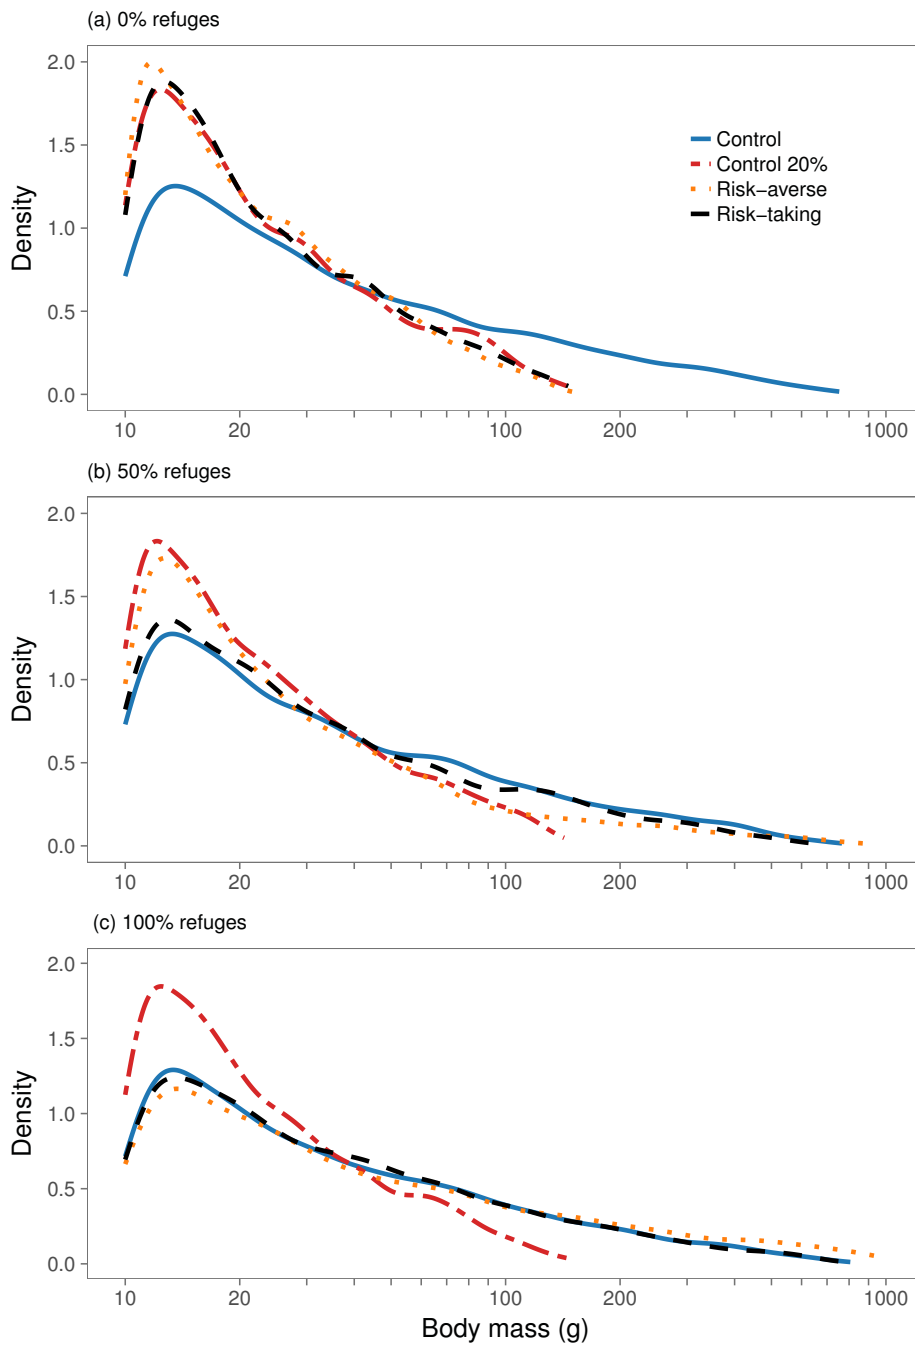 (a) 0% refuges
2.0
1.5
1.0
0.5
0.0
Density
Control
Control 20%
Risk−averse
Risk−taking
10 20 100 200 1000
(b) 50% refuges
2.0
1.5
1.0
0.5
0.0
Density
10 20 100 200 1000
(c) 100% refuges
2.0
1.5
1.0
0.5
0.0
Density
10 20 100 200 1000
Body mass (g)